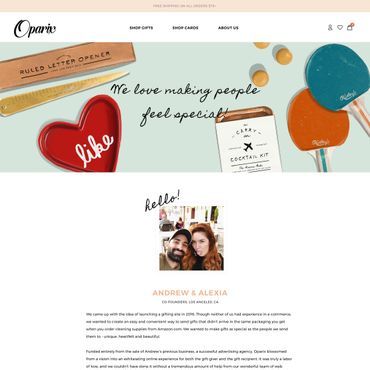 FREE SHIPPING ON ALL ORDERS $75+
Oparix
SHOP GIFTS SHOP CARDS ABOUT US
RULED LETTER OPENER
We love making people
feel special!
like
CARRY
on
COCKTAIL KIT
hello!
ANDREW & ALEXIA
CO-FOUNDERS, LOS ANGELES, CA
We came up with the idea of launching a gifting site in 2015. Though neither of us had experience in e-commerce,
we wanted to create an easy and convenient way to send gifts that didn't arrive in the same packaging you get
when you order cleaning supplies from Amazon.com. We wanted to make gifts as special as the people we send
them to - unique, heartfelt and beautiful.
Funded entirely from the sale of Andrew's previous business, a successful advertising agency, Oparix blossomed
from a vision into an exhilarating online experience for both the gift giver and the gift recipient. It was truly a labor
of love, and we couldn't have done it without a tremendous amount of help from our wonderful team of web